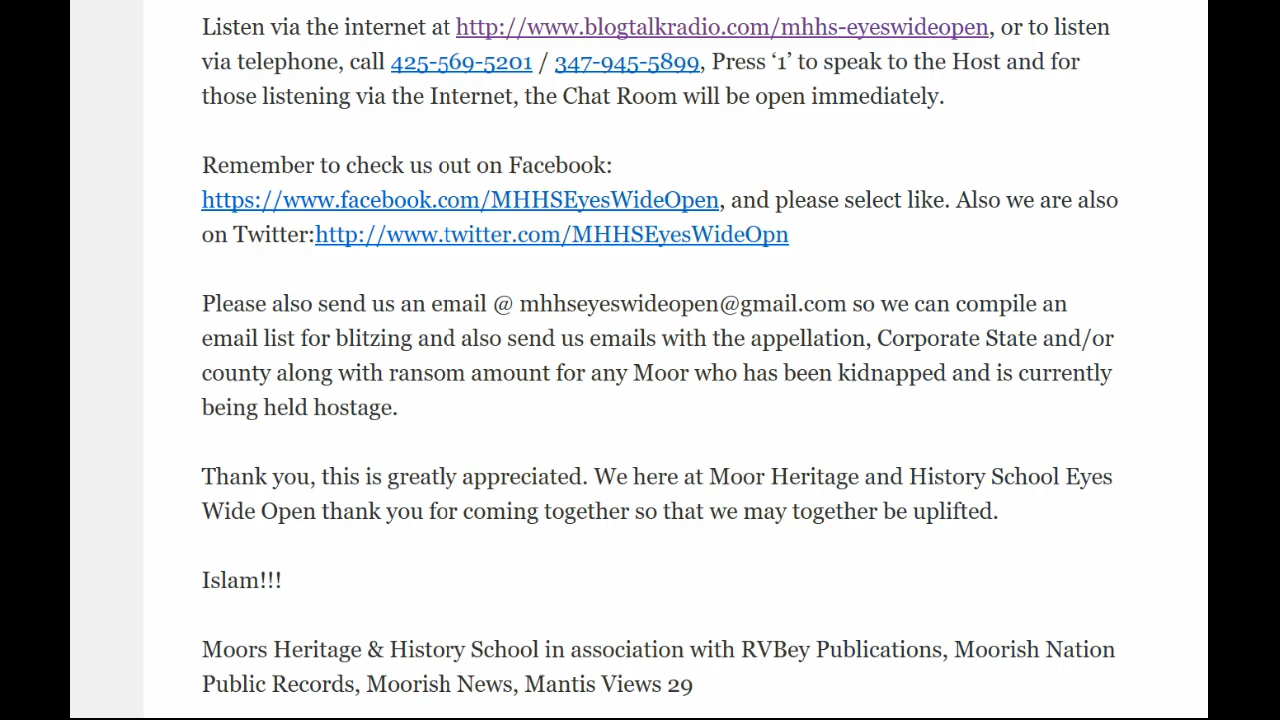 Listen via the internet at http://www.blogtalkradio.com/mhhs-eyeswideopen, or to listen
via telephone, call 425-569-5201 / 347-945-5899, Press ‘1’ to speak to the Host and for
those listening via the Internet, the Chat Room will be open immediately.
Remember to check us out on Facebook:
https://www.facebook.com/MHHSEyesWideOpen, and please select like. Also we are also
on Twitter:http://www.twitter.com/MHHSEyesWideOpn
Please also send us an email @ mhhseyeswideopen@gmail.com so we can compile an
email list for blitzing and also send us emails with the appellation, Corporate State and/or
county along with ransom amount for any Moor who has been kidnapped and is currently
being held hostage.
Thank you, this is greatly appreciated. We here at Moor Heritage and History School Eyes
Wide Open thank you for coming together so that we may together be uplifted.
Islam!!!
Moors Heritage & History School in association with RVBey Publications, Moorish Nation
Public Records, Moorish News, Mantis Views 29